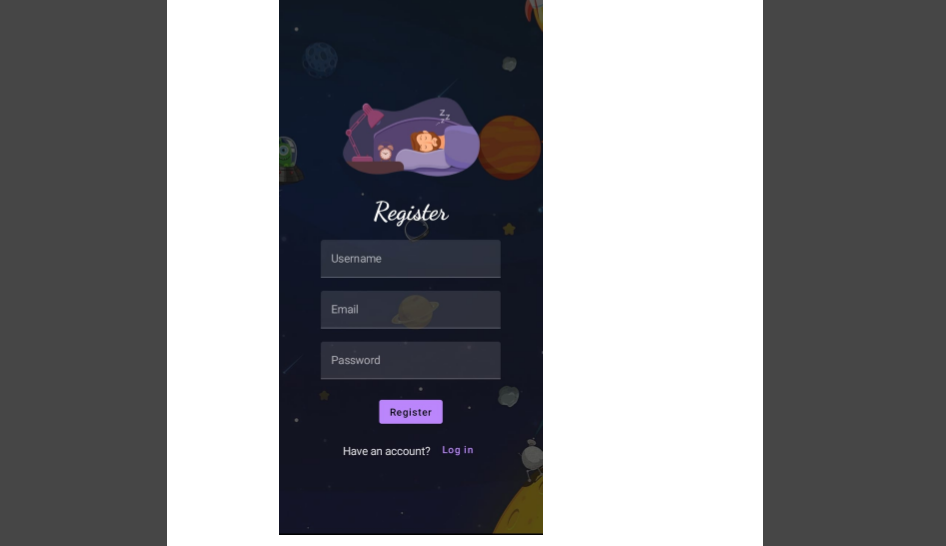 Z Z Z
Register
Username
Email
Password
Register
Have an account? Log in